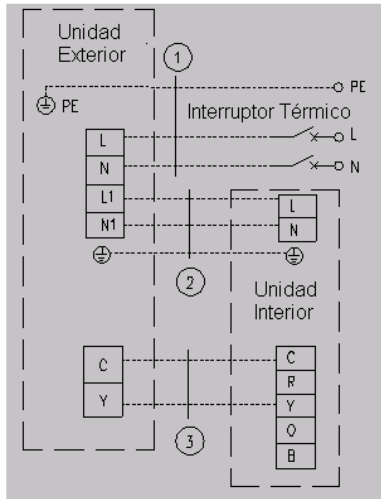 Unidad
Exterior
1
PE
PE
Interruptor Térmico
L
L
N
N
L1
L
N1
N
2
Unidad
Interior
C
C
R
Y
Y
O
B
3